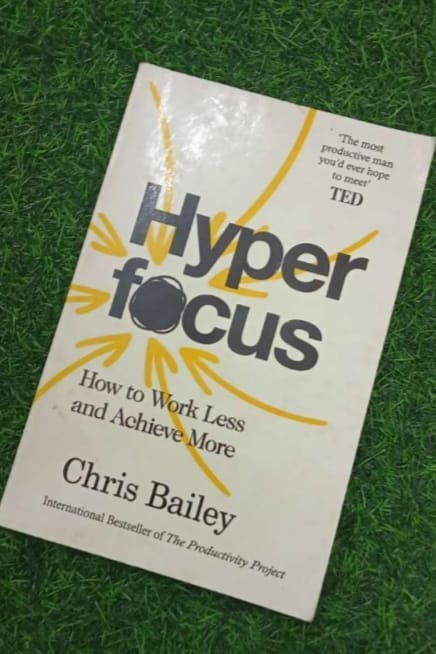 'The most
productive man
you'd ever hope
to meet'
TED
Hyper
focus
How to Work Less
and Achieve More
Chris Bailey
International Bestseller of The Productivity Project